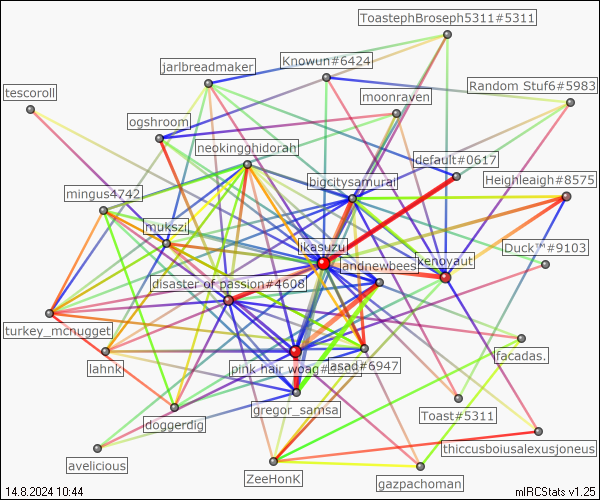 ToastephBroseph5311#5311
Knowun#6424
jarlbreadmaker
Random Stuf6#5983
tescoroll
moonraven
ogshroom
neokingghidorah
default#0617
bigcitysamurai
Heighleaigh#8575
mingus4742
mukszi
ikasuzu
Duck™#9103
xenoyaut
andnewbees
disaster of passion#4608
turkey_mcnugget
facadas.
lahnk
pink hair woag#
asad#6947
gregor_samsa
Toast#5311
doggerdig
thiccusboiusalexusjoneus
avelicious
ZeeHonK
gazpachoman
14.8.2024 10:44
mIRCStats v1.25